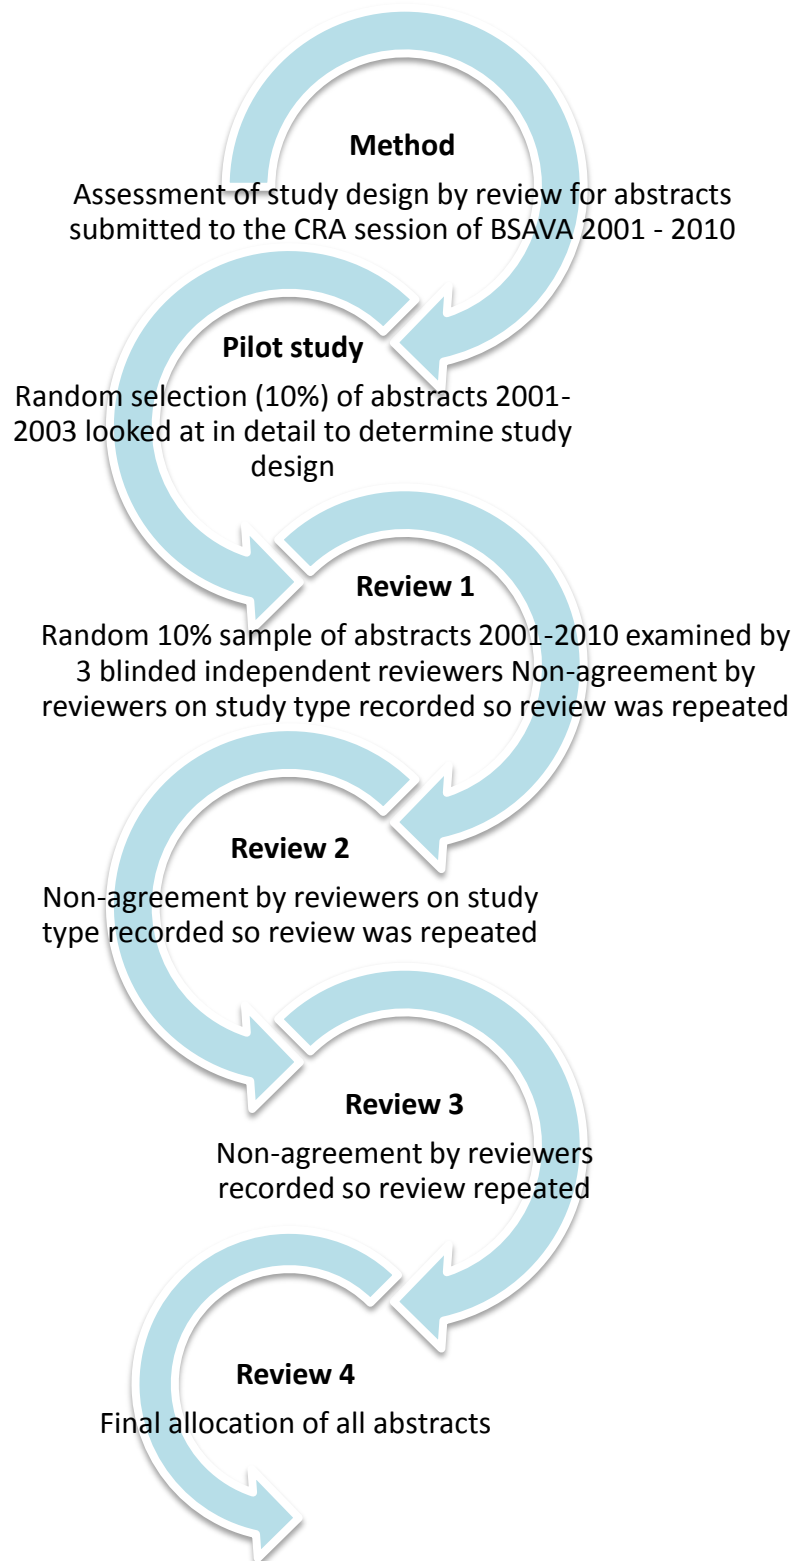 Method
Assessment of study design by review for abstracts
submitted to the CRA session of BSAVA 2001 - 2010
Pilot study
Random selection (10%) of abstracts 2001-
2003 looked at in detail to determine study
design
Review 1
Random 10% sample of abstracts 2001-2010 examined by
3 blinded independent reviewers Non-agreement by
reviewers on study type recorded so review was repeated
Review 2
Non-agreement by reviewers on study
type recorded so review was repeated
Review 3
Non-agreement by reviewers
recorded so review repeated
Review 4
Final allocation of all abstracts